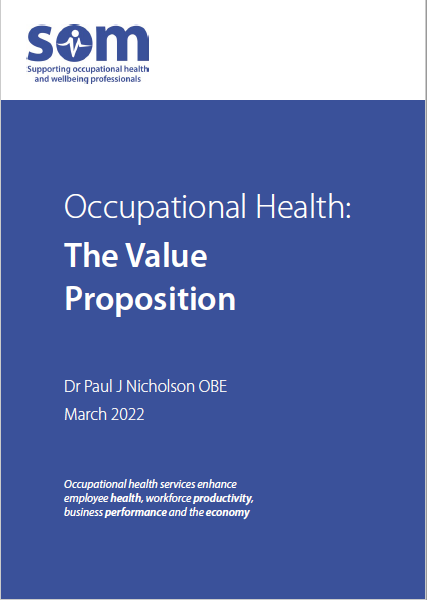 som
Supporting occupational health
and wellbeing professionals
Occupational Health:
The Value
Proposition
Dr Paul J Nicholson OBE
March 2022
Occupational health services enhance
employee health, workforce productivity,
business performance and the economy